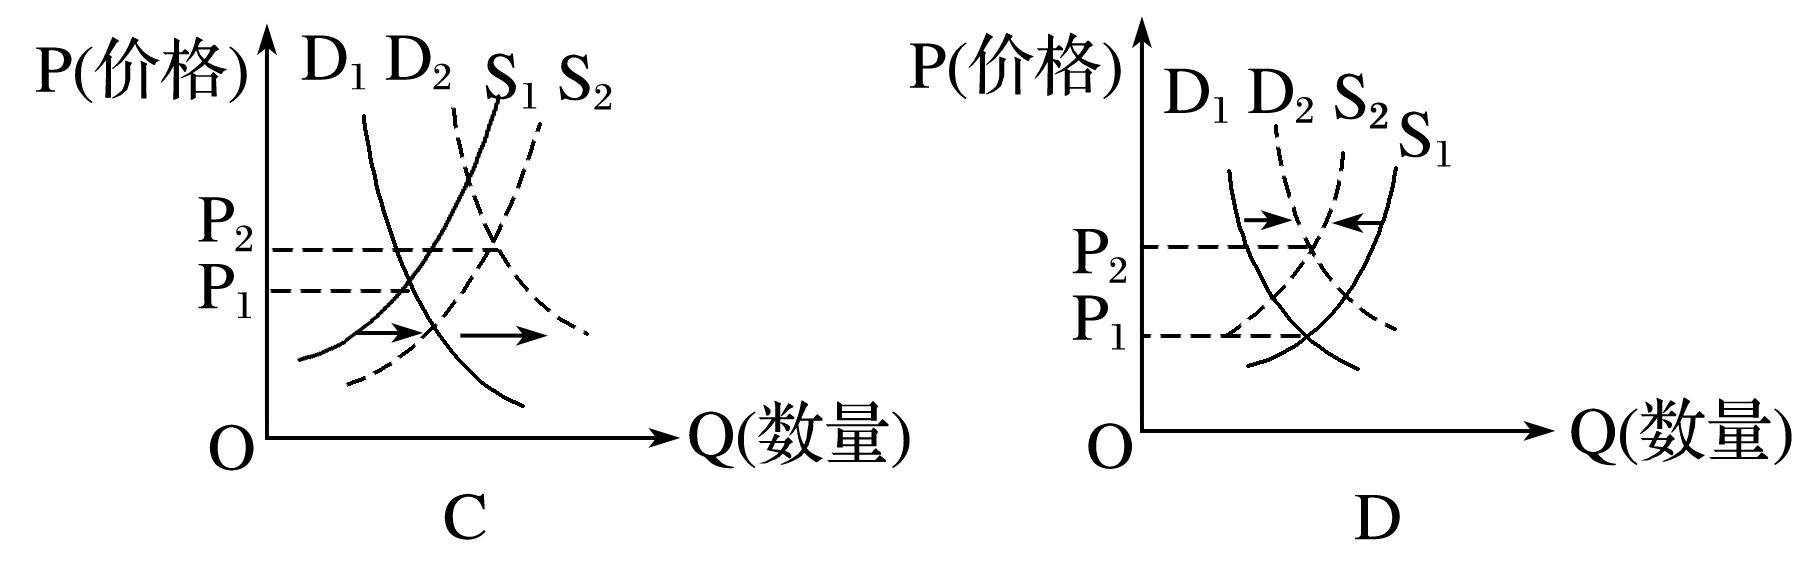 P(价格)
D₁ D₂ S₁ S₂
P₂
P₁
O
Q(数量)
C
P(价格)
D₁ D₂ S₂ S₁
P₂
P₁
O
Q(数量)
D